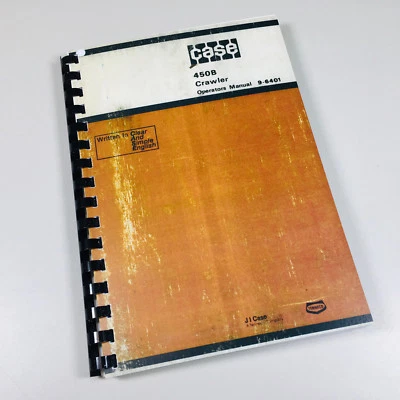 case
450B
Crawler
Operators Manual 9-6401
Written In Clear
And
Simple
English
J I Case